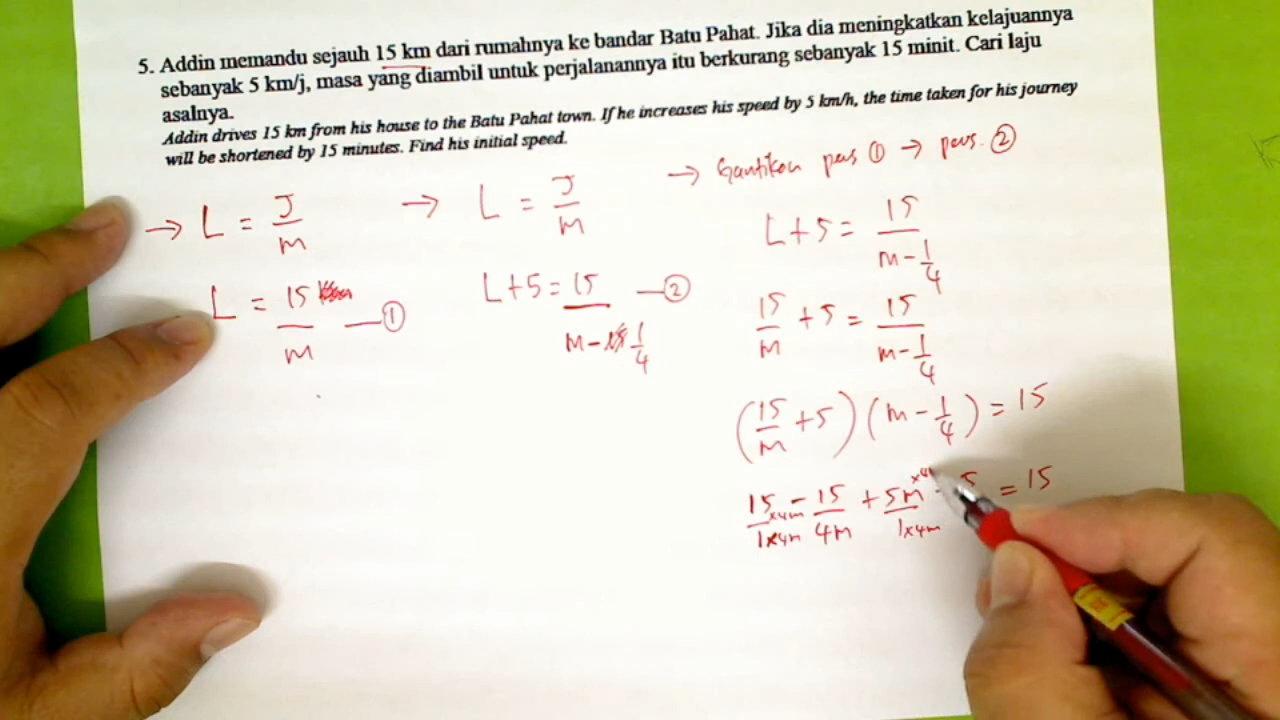 5. Addin memandu sejauh 15 km dari rumahnya ke bandar Batu Pahat. Jika dia meningkatkan kelajuannya
sebanyak 5 km/j, masa yang diambil untuk perjalanannya itu berkurang sebanyak 15 minit. Cari laju
asalnya.
Addin drives 15 km from his house to the Batu Pahat town. If he increases his speed by 5 km/h, the time taken for his journey
will be shortened by 15 minutes. Find his initial speed.
→ L = J/m
L = 15/m — ①
→ L = J/m
L + 5 = 15/(m - 1/4) — ②
→ Gantikan pers ① → pers. ②
L + 5 = 15/(m - 1/4)
15/m + 5 = 15/(m - 1/4)
(15/m + 5)(m - 1/4) = 15
15×4m/1×4m - 15/4m + 5m/1×4m - 5 = 15